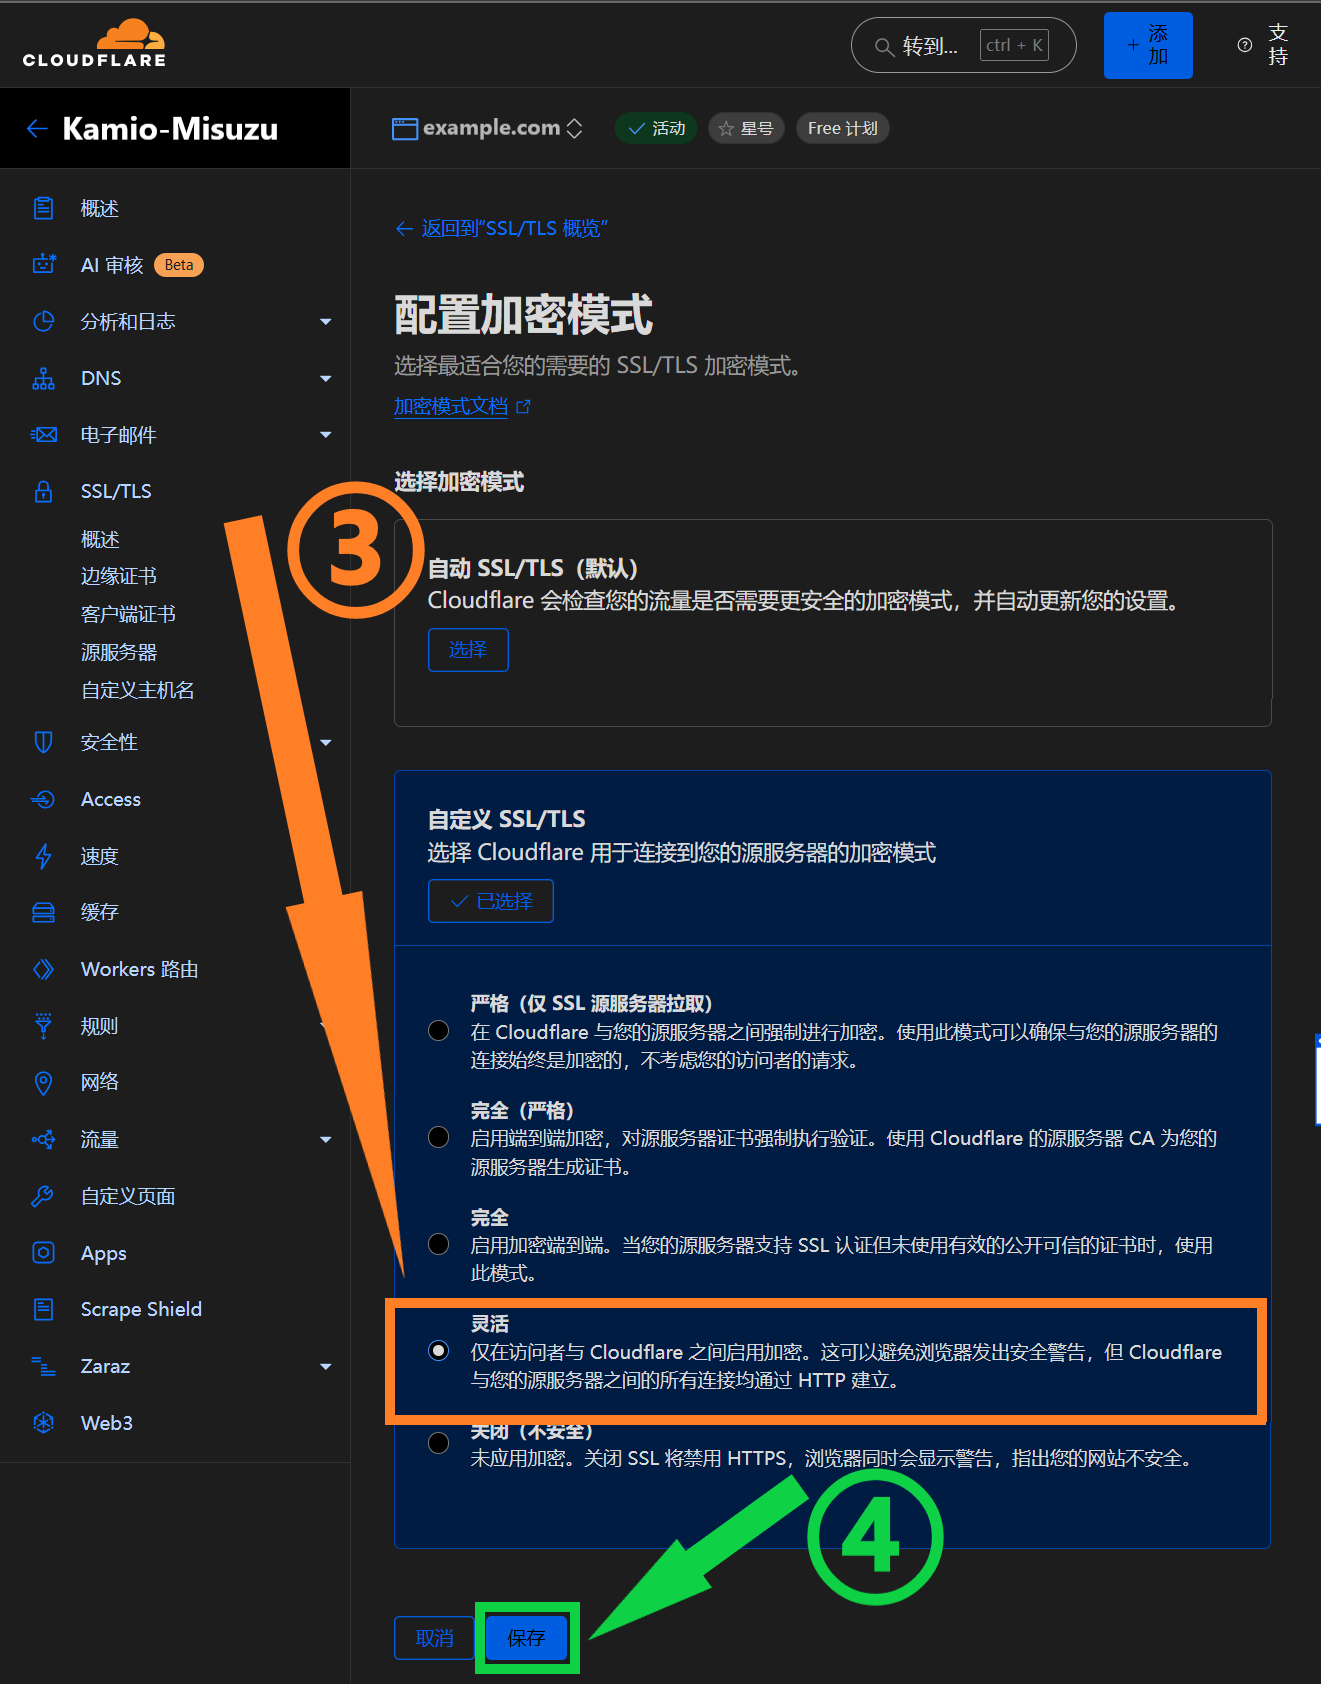 CLOUDFLARE
转到...
ctrl + K
+ 添加
支持
Kamio-Misuzu
example.com
活动
星号
Free 计划
概述
AI 审核 Beta
分析和日志
DNS
电子邮件
SSL/TLS
概述
边缘证书
客户端证书
源服务器
自定义主机名
安全性
Access
速度
缓存
Workers 路由
规则
网络
流量
自定义页面
Apps
Scrape Shield
Zaraz
Web3
← 返回到“SSL/TLS 概览”
配置加密模式
选择最适合您的需要的 SSL/TLS 加密模式。
加密模式文档
选择加密模式
③
自动 SSL/TLS（默认）
Cloudflare 会检查您的流量是否需要更安全的加密模式，并自动更新您的设置。
选择
自定义 SSL/TLS
选择 Cloudflare 用于连接到您的源服务器的加密模式
已选择
严格（仅 SSL 源服务器拉取）
在 Cloudflare 与您的源服务器之间强制进行加密。使用此模式可以确保与您的源服务器的
连接始终是加密的，不考虑您的访问者的请求。
完全（严格）
启用端到端加密，对源服务器证书强制执行验证。使用 Cloudflare 的源服务器 CA 为您的
源服务器生成证书。
完全
启用加密端到端。当您的源服务器支持 SSL 认证但未使用有效的公开可信的证书时，使用
此模式。
灵活
仅在访问者与 Cloudflare 之间启用加密。这可以避免浏览器发出安全警告，但 Cloudflare
与您的源服务器之间的所有连接均通过 HTTP 建立。
关闭（不安全）
未应用加密。关闭 SSL 将禁用 HTTPS，浏览器同时会显示警告，指出您的网站不安全。
④
取消
保存